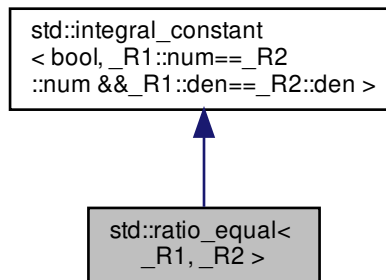 std::integral_constant
< bool, _R1::num==_R2
::num &&_R1::den==_R2::den >
std::ratio_equal<
_R1, _R2 >